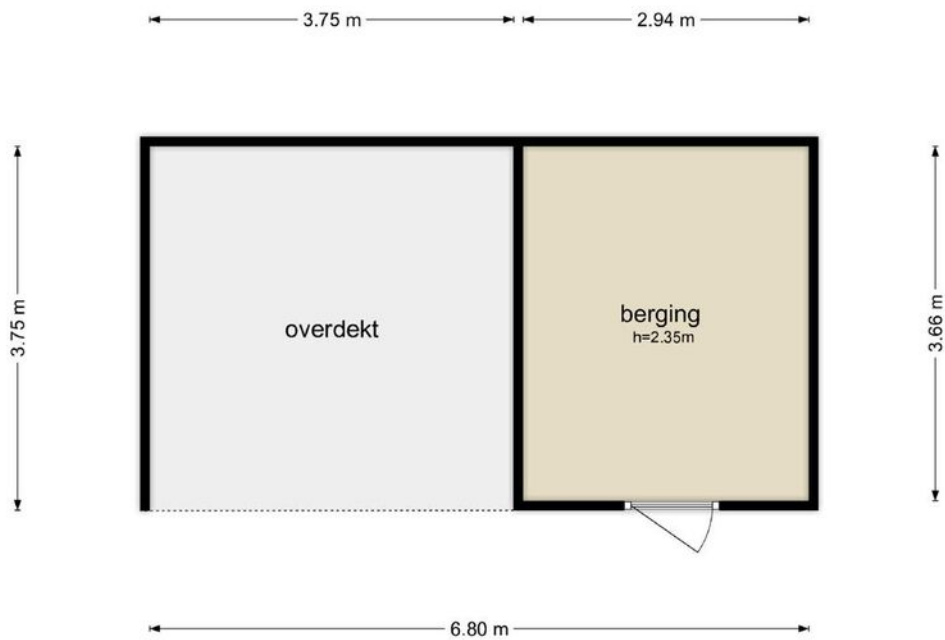 3.75 m
2.94 m
3.75 m
overdekt
berging
h=2.35m
3.66 m
6.80 m